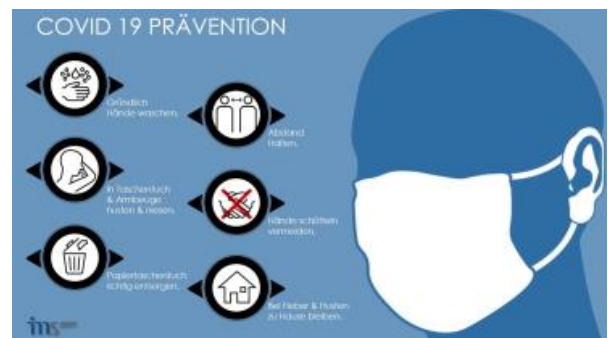 COVID 19 PRÄVENTION
Gründlich
Hände waschen.
Abstand
Halten.
In Taschentuch
& Armbeuge
husten & niesen.
Hände schütteln
vermeiden.
Papiertaschentuch
richtig entsorgen.
Bei Fieber & Husten
zu Hause bleiben.
ims